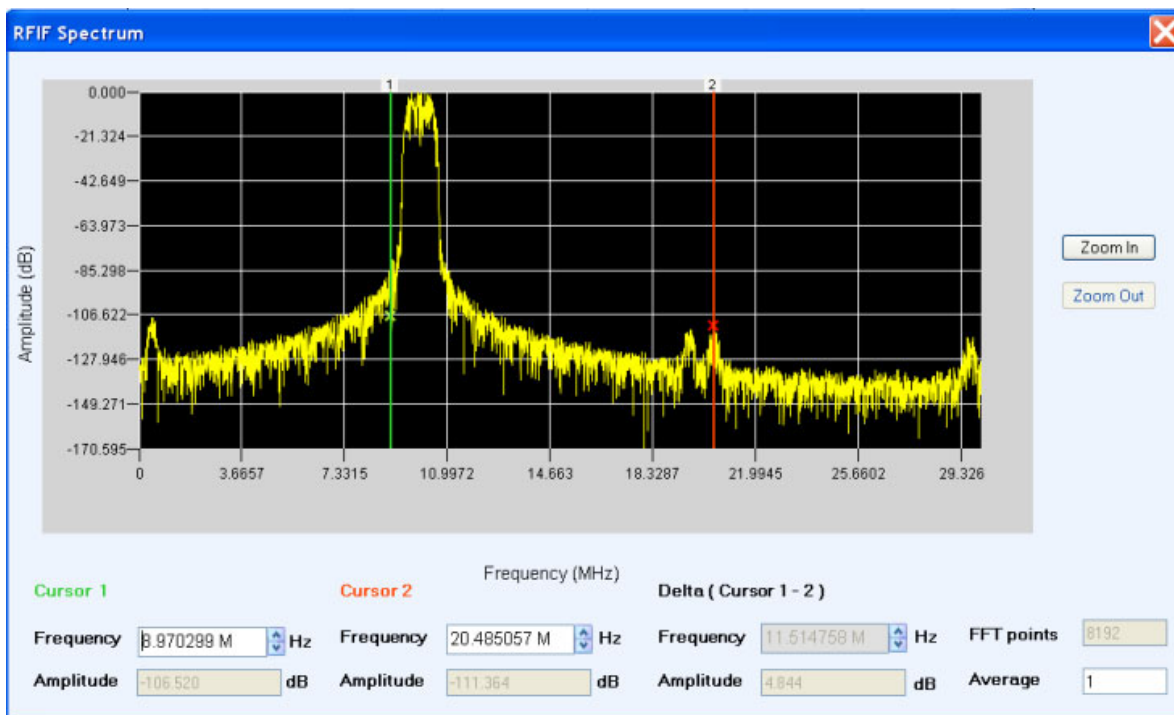 RFIF Spectrum
1 2
0.000
-21.324
-42.649
-63.973
-85.298
-106.622
-127.946
-149.271
-170.595
Amplitude (dB)
0 3.6657 7.3315 10.9972 14.663 18.3287 21.9945 25.6602 29.326
Frequency (MHz)
Zoom In
Zoom Out
Cursor 1 Cursor 2 Delta ( Cursor 1 - 2 )
Frequency 8.970299 M Hz Frequency 20.485057 M Hz Frequency 11.514758 M Hz FFT points 8192
Amplitude -106.520 dB Amplitude -111.364 dB Amplitude 4.844 dB Average 1